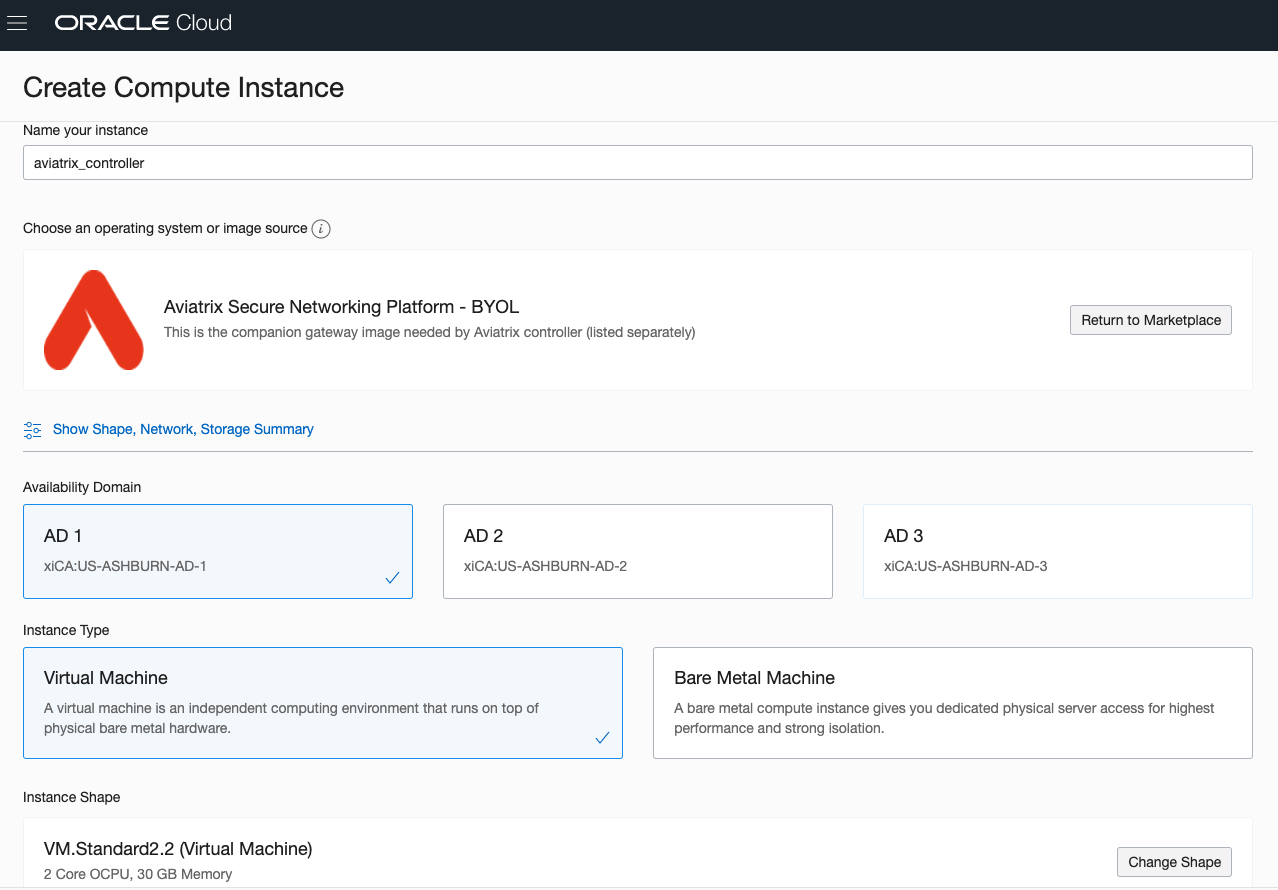 ORACLE Cloud
Create Compute Instance
Name your instance
aviatrix_controller
Choose an operating system or image source i
Aviatrix Secure Networking Platform - BYOL
This is the companion gateway image needed by Aviatrix controller (listed separately)
Return to Marketplace
Show Shape, Network, Storage Summary
Availability Domain
AD 1
xiCA:US-ASHBURN-AD-1
AD 2
xiCA:US-ASHBURN-AD-2
AD 3
xiCA:US-ASHBURN-AD-3
Instance Type
Virtual Machine
A virtual machine is an independent computing environment that runs on top of
physical bare metal hardware.
Bare Metal Machine
A bare metal compute instance gives you dedicated physical server access for highest
performance and strong isolation.
Instance Shape
VM.Standard2.2 (Virtual Machine)
2 Core OCPU, 30 GB Memory
Change Shape